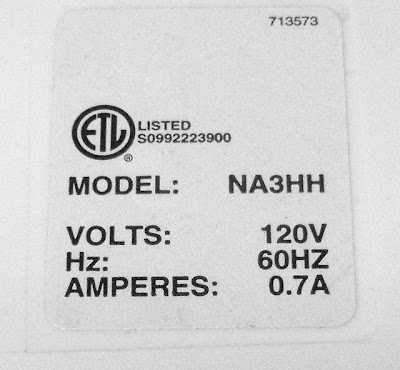 713573
ETL
LISTED
S0992223900
®
MODEL: NA3HH
VOLTS: 120V
Hz: 60HZ
AMPERES: 0.7A